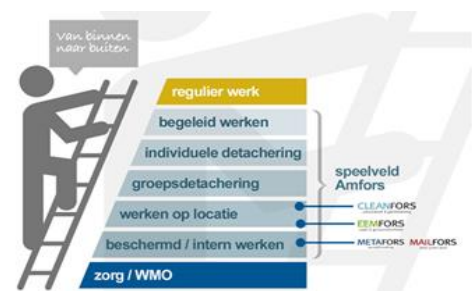 Van binnen
naar buiten
regulier werk
begeleid werken
individuele detachering
groepsdetachering
werken op locatie
beschermd / intern werken
zorg / WMO
speelveld
Amfors
CLEANFORS
EEMFORS
METAFORS MAILFORS